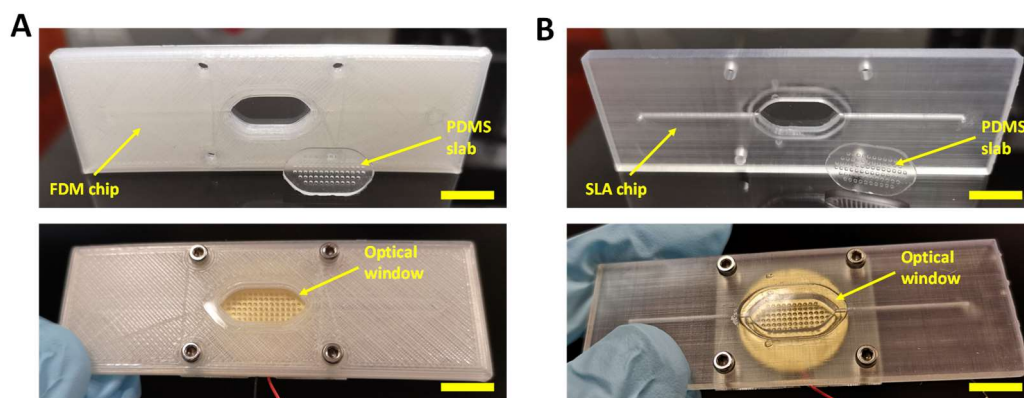 A
B
PDMS
slab
FDM chip
PDMS
slab
SLA chip
Optical
window
Optical
window